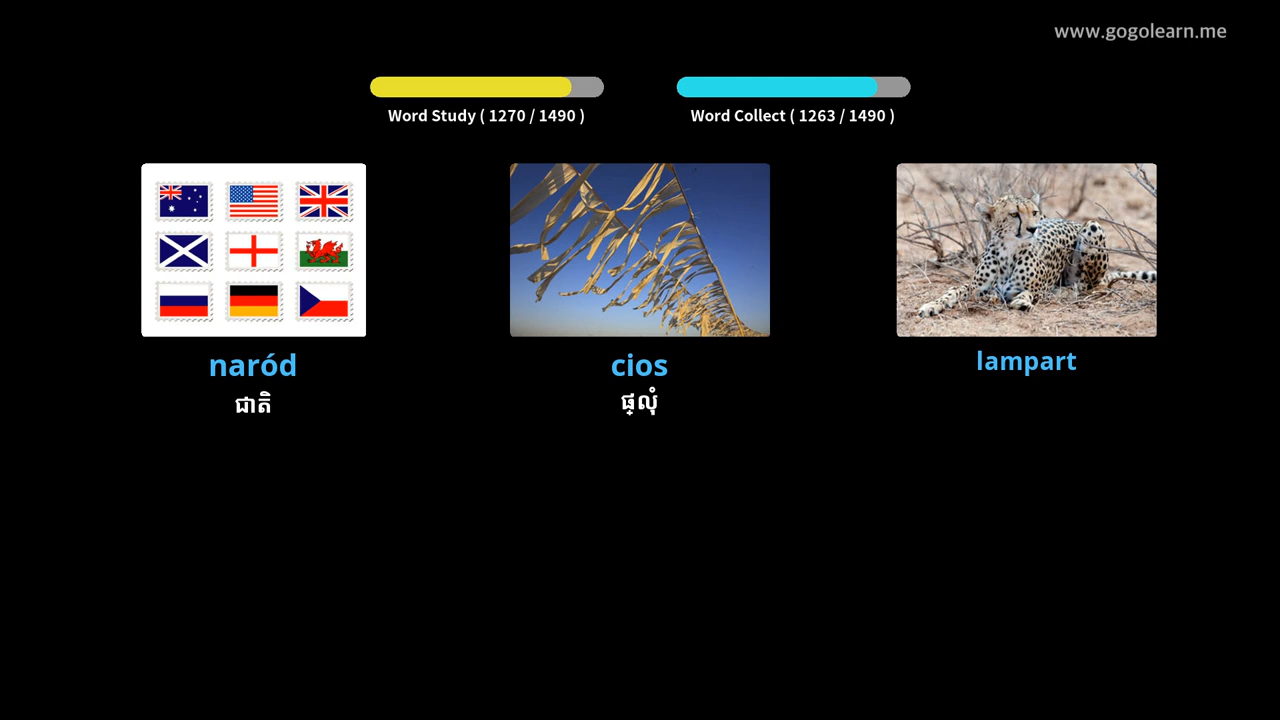 www.gogolearn.me
Word Study ( 1270 / 1490 )
Word Collect ( 1263 / 1490 )
naród
ជាតិ
cios
ផ្លុំ
lampart